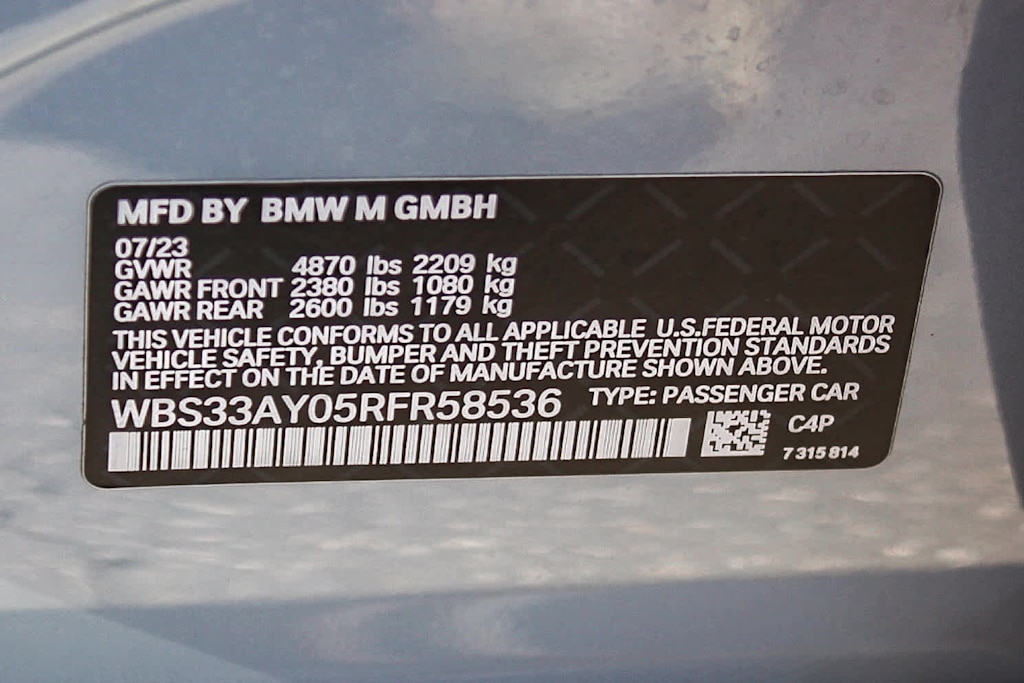 MFD BY BMW M GMBH
07/23
GVWR 4870 lbs 2209 kg
GAWR FRONT 2380 lbs 1080 kg
GAWR REAR 2600 lbs 1179 kg
THIS VEHICLE CONFORMS TO ALL APPLICABLE U.S.FEDERAL MOTOR
VEHICLE SAFETY, BUMPER AND THEFT PREVENTION STANDARDS
IN EFFECT ON THE DATE OF MANUFACTURE SHOWN ABOVE.
WBS33AY05RFR58536 TYPE: PASSENGER CAR
C4P
7 315 814